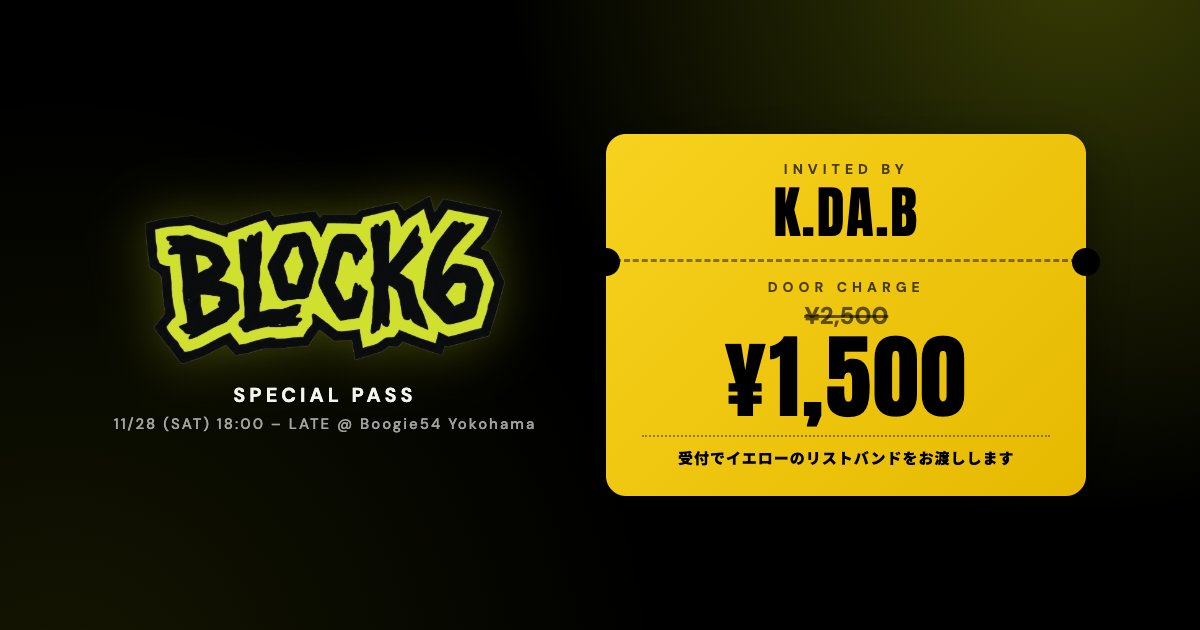 BLOCK6
SPECIAL PASS
11/28 (SAT) 18:00 – LATE @ Boogie54 Yokohama
INVITED BY
K.DA.B
DOOR CHARGE
¥2,500
¥1,500
受付でイエローのリストバンドをお渡しします